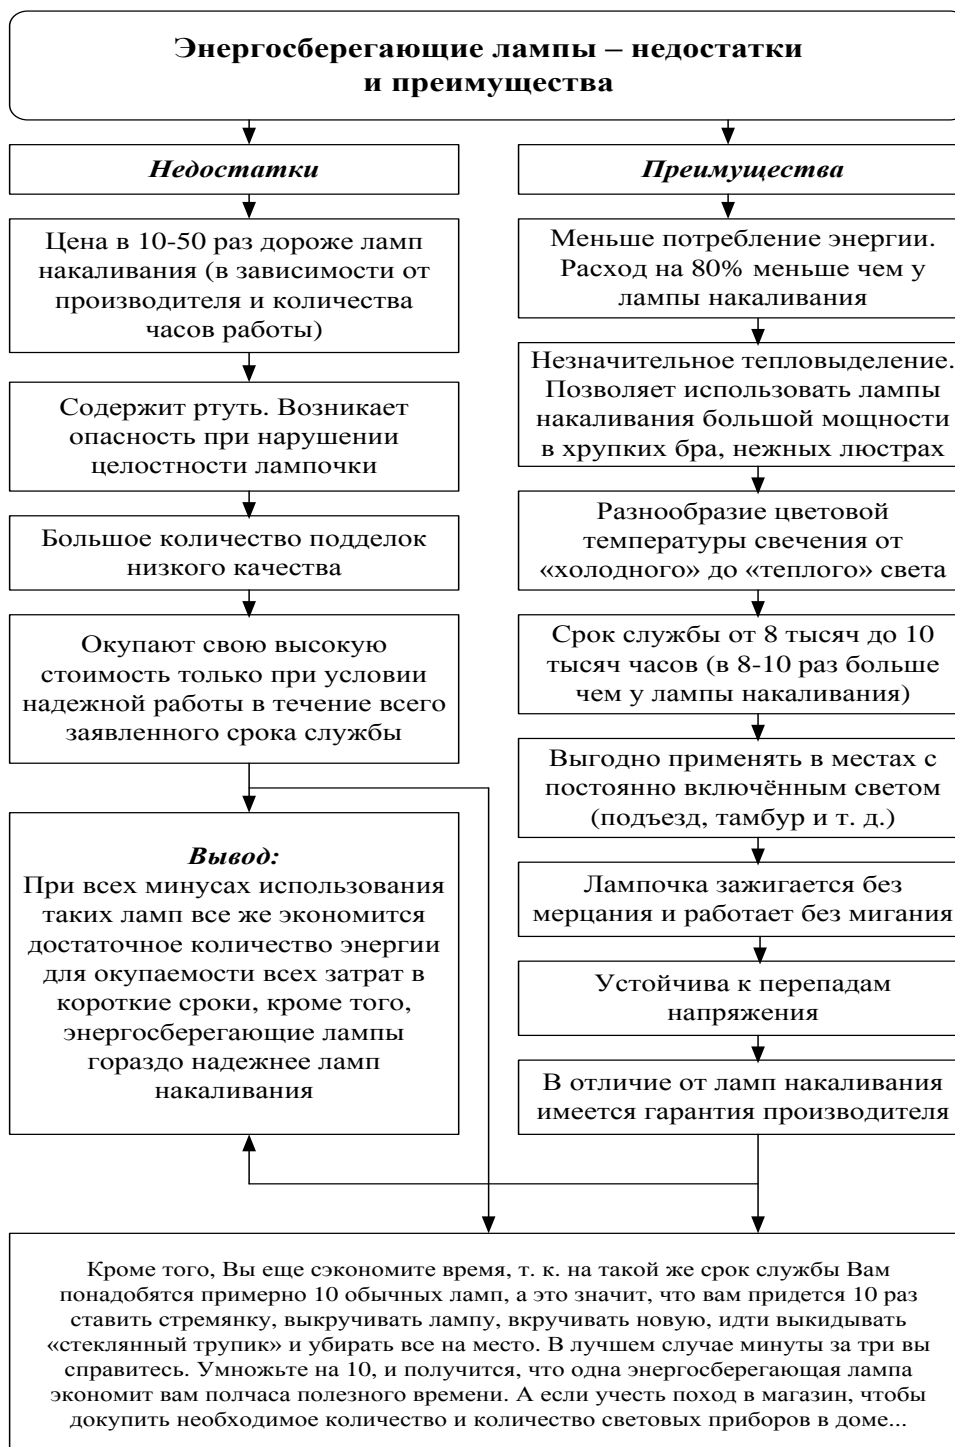 Энергосберегающие лампы – недостатки
и преимущества
Недостатки
Цена в 10-50 раз дороже ламп
накаливания (в зависимости от
производителя и количества
часов работы)
Содержит ртуть. Возникает
опасность при нарушении
целостности лампочки
Большое количество подделок
низкого качества
Окупают свою высокую
стоимость только при условии
надежной работы в течение всего
заявленного срока службы
Вывод:
При всех минусах использования
таких ламп все же экономится
достаточное количество энергии
для окупаемости всех затрат в
короткие сроки, кроме того,
энергосберегающие лампы
гораздо надежнее ламп
накаливания
Преимущества
Меньше потребление энергии.
Расход на 80% меньше чем у
лампы накаливания
Незначительное тепловыделение.
Позволяет использовать лампы
накаливания большой мощности
в хрупких бра, нежных люстрах
Разнообразие цветовой
температуры свечения от
«холодного» до «теплого» света
Срок службы от 8 тысяч до 10
тысяч часов (в 8-10 раз больше
чем у лампы накаливания)
Выгодно применять в местах с
постоянно включённым светом
(подъезд, тамбур и т. д.)
Лампочка зажигается без
мерцания и работает без мигания
Устойчива к перепадам
напряжения
В отличие от ламп накаливания
имеется гарантия производителя
Кроме того, Вы еще сэкономите время, т. к. на такой же срок службы Вам
понадобятся примерно 10 обычных ламп, а это значит, что вам придется 10 раз
ставить стремянку, выкручивать лампу, вкручивать новую, идти выкидывать
«стеклянный трупик» и убирать все на место. В лучшем случае минуты за три вы
справитесь. Умножьте на 10, и получится, что одна энергосберегающая лампа
экономит вам полчаса полезного времени. А если учесть поход в магазин, чтобы
докупить необходимое количество и количество световых приборов в доме...